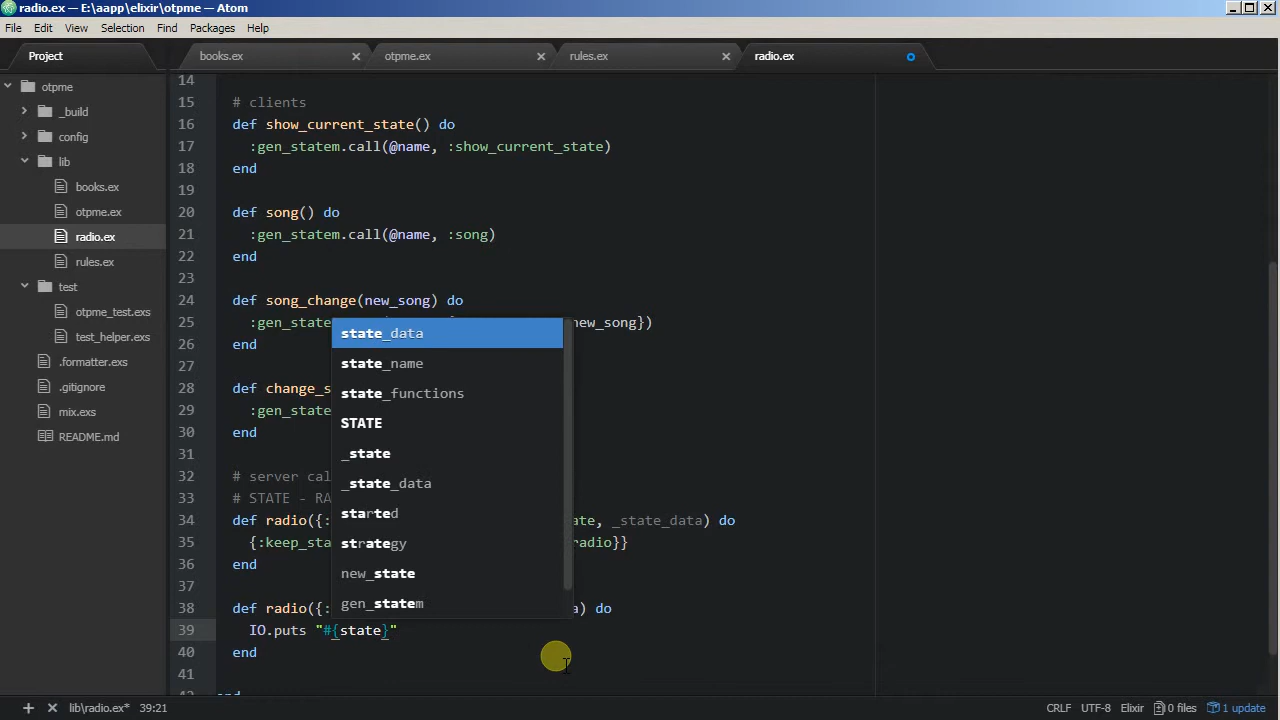 radio.ex — E:\aapp\elixir\otpme — Atom
File Edit View Selection Find Packages Help
Project
books.ex otpme.ex rules.ex radio.ex
otpme
_build
config
lib
books.ex
otpme.ex
radio.ex
rules.ex
test
otpme_test.exs
test_helper.exs
.formatter.exs
.gitignore
mix.exs
README.md
14
15 # clients
16 def show_current_state() do
17 :gen_statem.call(@name, :show_current_state)
18 end
19
20 def song() do
21 :gen_statem.call(@name, :song)
22 end
23
24 def song_change(new_song) do
25 :gen_state new_song})
26 end
27
28 def change_s
29 :gen_state
30 end
31
32 # server cal
33 # STATE - RA
34 def radio({: ate, _state_data) do
35 {:keep_sta radio}}
36 end
37
38 def radio({: a) do
39 IO.puts "#{state}"
40 end
41
42 end
state_data
state_name
state_functions
STATE
_state
_state_data
started
strategy
new_state
gen_statem
lib\radio.ex* 39:21 CRLF UTF-8 Elixir 0 files 1 update